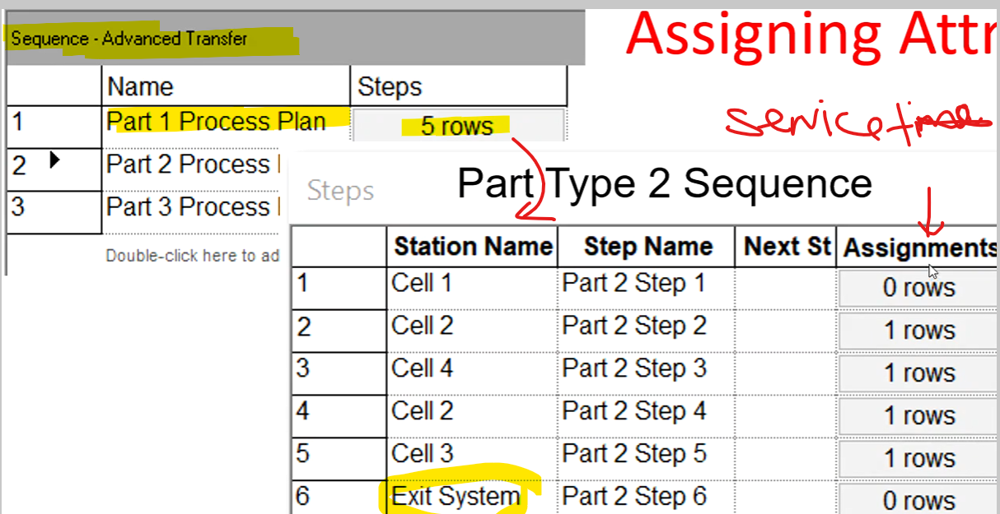 Assigning Attr
Sequence - Advanced Transfer
Name Steps
1 Part 1 Process Plan 5 rows
service time
2 Part 2 Process
3 Part 3 Process
Double-click here to ad
Steps
Part Type 2 Sequence
Station Name Step Name Next St Assignments
1 Cell 1 Part 2 Step 1 0 rows
2 Cell 2 Part 2 Step 2 1 rows
3 Cell 4 Part 2 Step 3 1 rows
4 Cell 2 Part 2 Step 4 1 rows
5 Cell 3 Part 2 Step 5 1 rows
6 Exit System Part 2 Step 6 0 rows